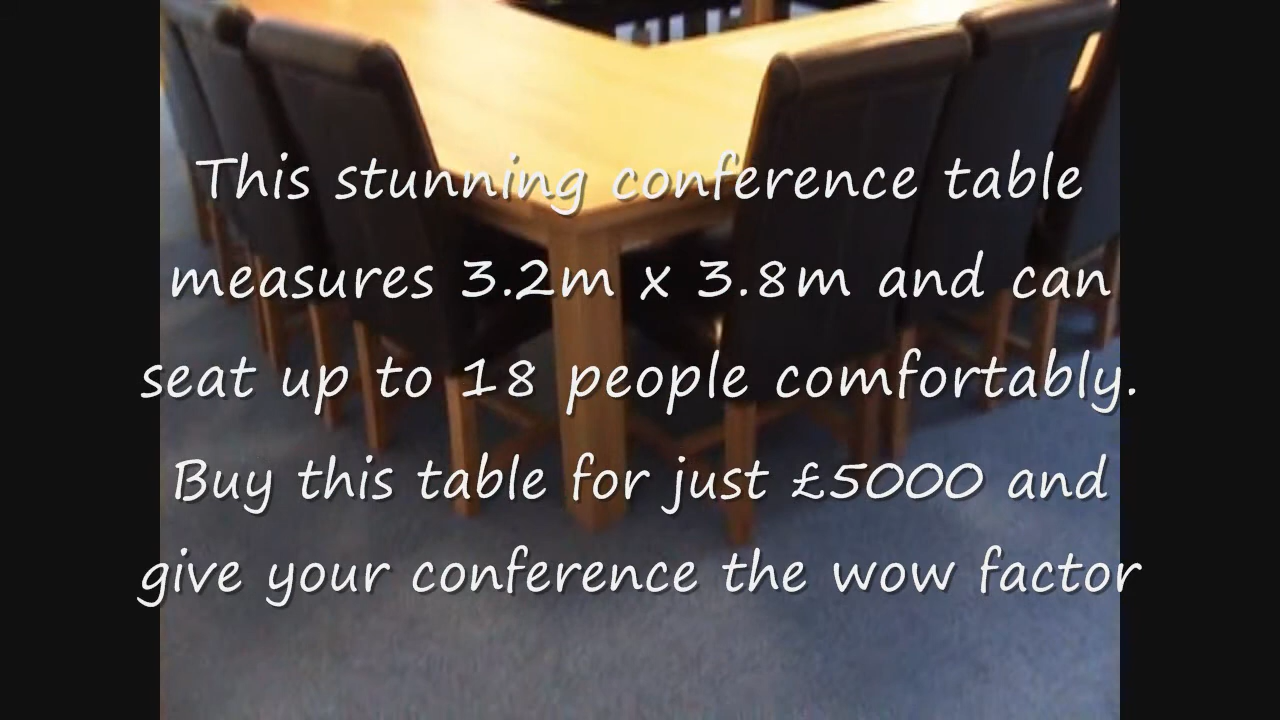 This stunning conference table
measures 3.2m x 3.8m and can
seat up to 18 people comfortably.
Buy this table for just £5000 and
give your conference the wow factor